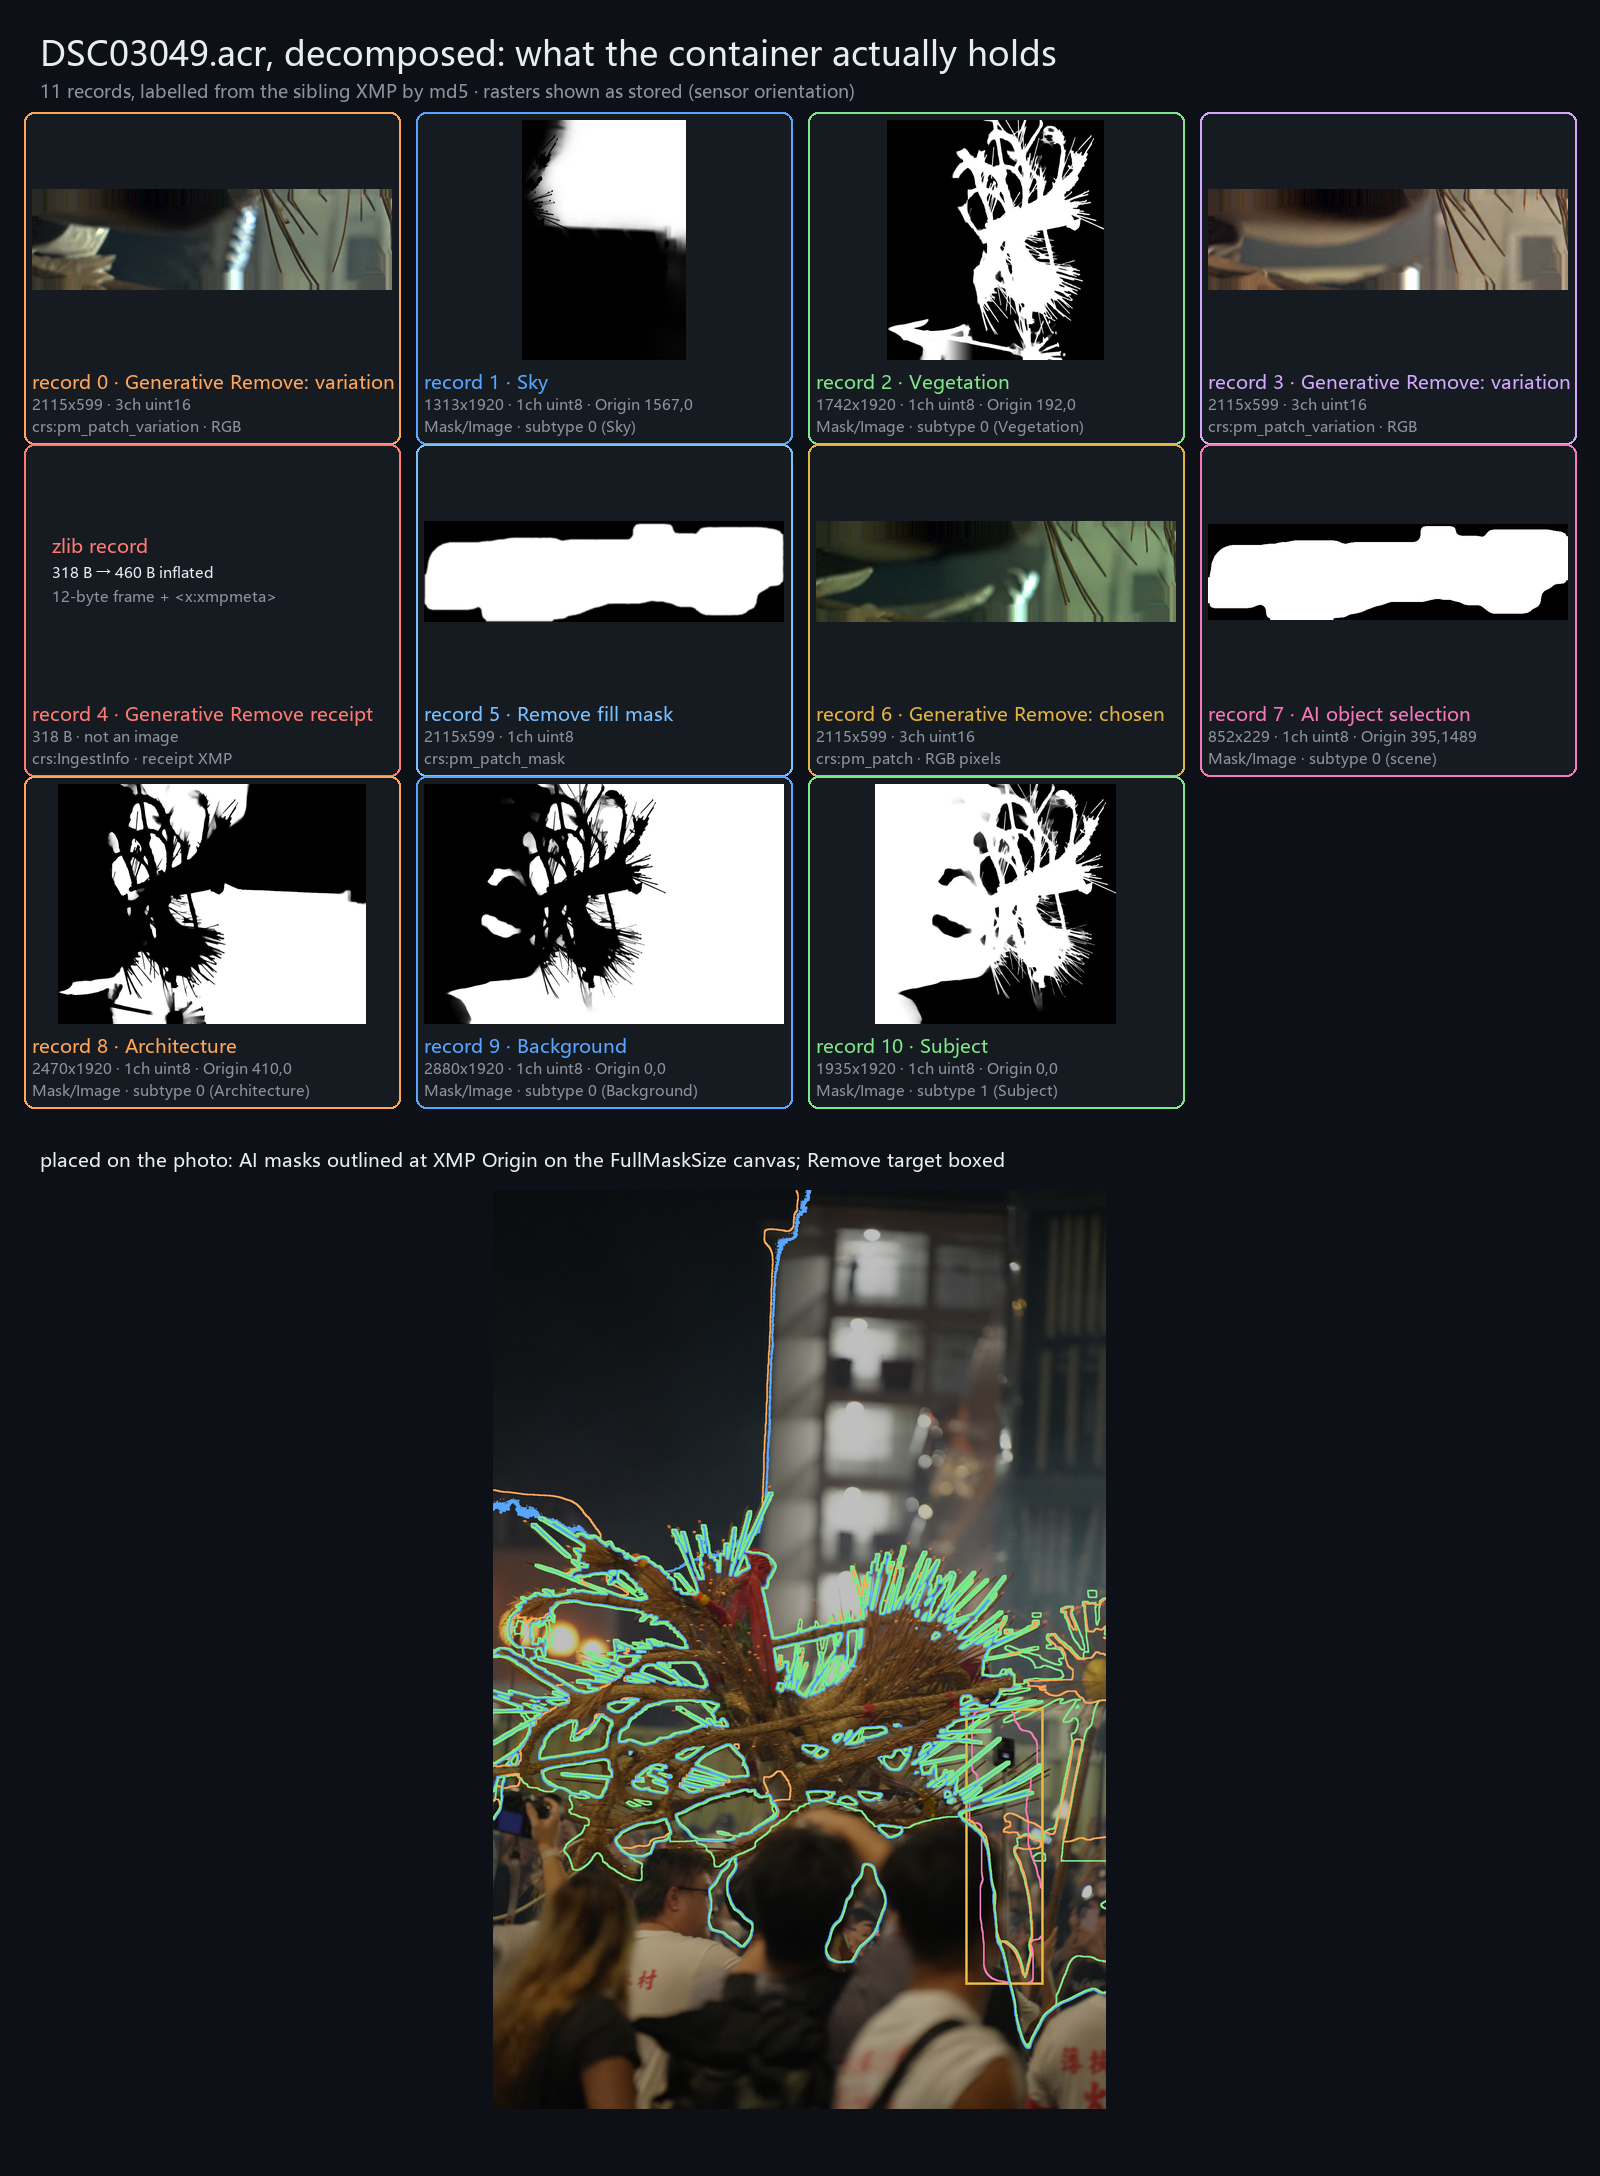 DSC03049.acr, decomposed: what the container actually holds
11 records, labelled from the sibling XMP by md5 · rasters shown as stored (sensor orientation)
record 0 · Generative Remove: variation
2115x599 · 3ch uint16
crs:pm_patch_variation · RGB
record 1 · Sky
1313x1920 · 1ch uint8 · Origin 1567,0
Mask/Image · subtype 0 (Sky)
record 2 · Vegetation
1742x1920 · 1ch uint8 · Origin 192,0
Mask/Image · subtype 0 (Vegetation)
record 3 · Generative Remove: variation
2115x599 · 3ch uint16
crs:pm_patch_variation · RGB
zlib record
318 B → 460 B inflated
12-byte frame + <x:xmpmeta>
record 4 · Generative Remove receipt
318 B · not an image
crs:IngestInfo · receipt XMP
record 5 · Remove fill mask
2115x599 · 1ch uint8
crs:pm_patch_mask
record 6 · Generative Remove: chosen
2115x599 · 3ch uint16
crs:pm_patch · RGB pixels
record 7 · AI object selection
852x229 · 1ch uint8 · Origin 395,1489
Mask/Image · subtype 0 (scene)
record 8 · Architecture
2470x1920 · 1ch uint8 · Origin 410,0
Mask/Image · subtype 0 (Architecture)
record 9 · Background
2880x1920 · 1ch uint8 · Origin 0,0
Mask/Image · subtype 0 (Background)
record 10 · Subject
1935x1920 · 1ch uint8 · Origin 0,0
Mask/Image · subtype 1 (Subject)
placed on the photo: AI masks outlined at XMP Origin on the FullMaskSize canvas; Remove target boxed
村